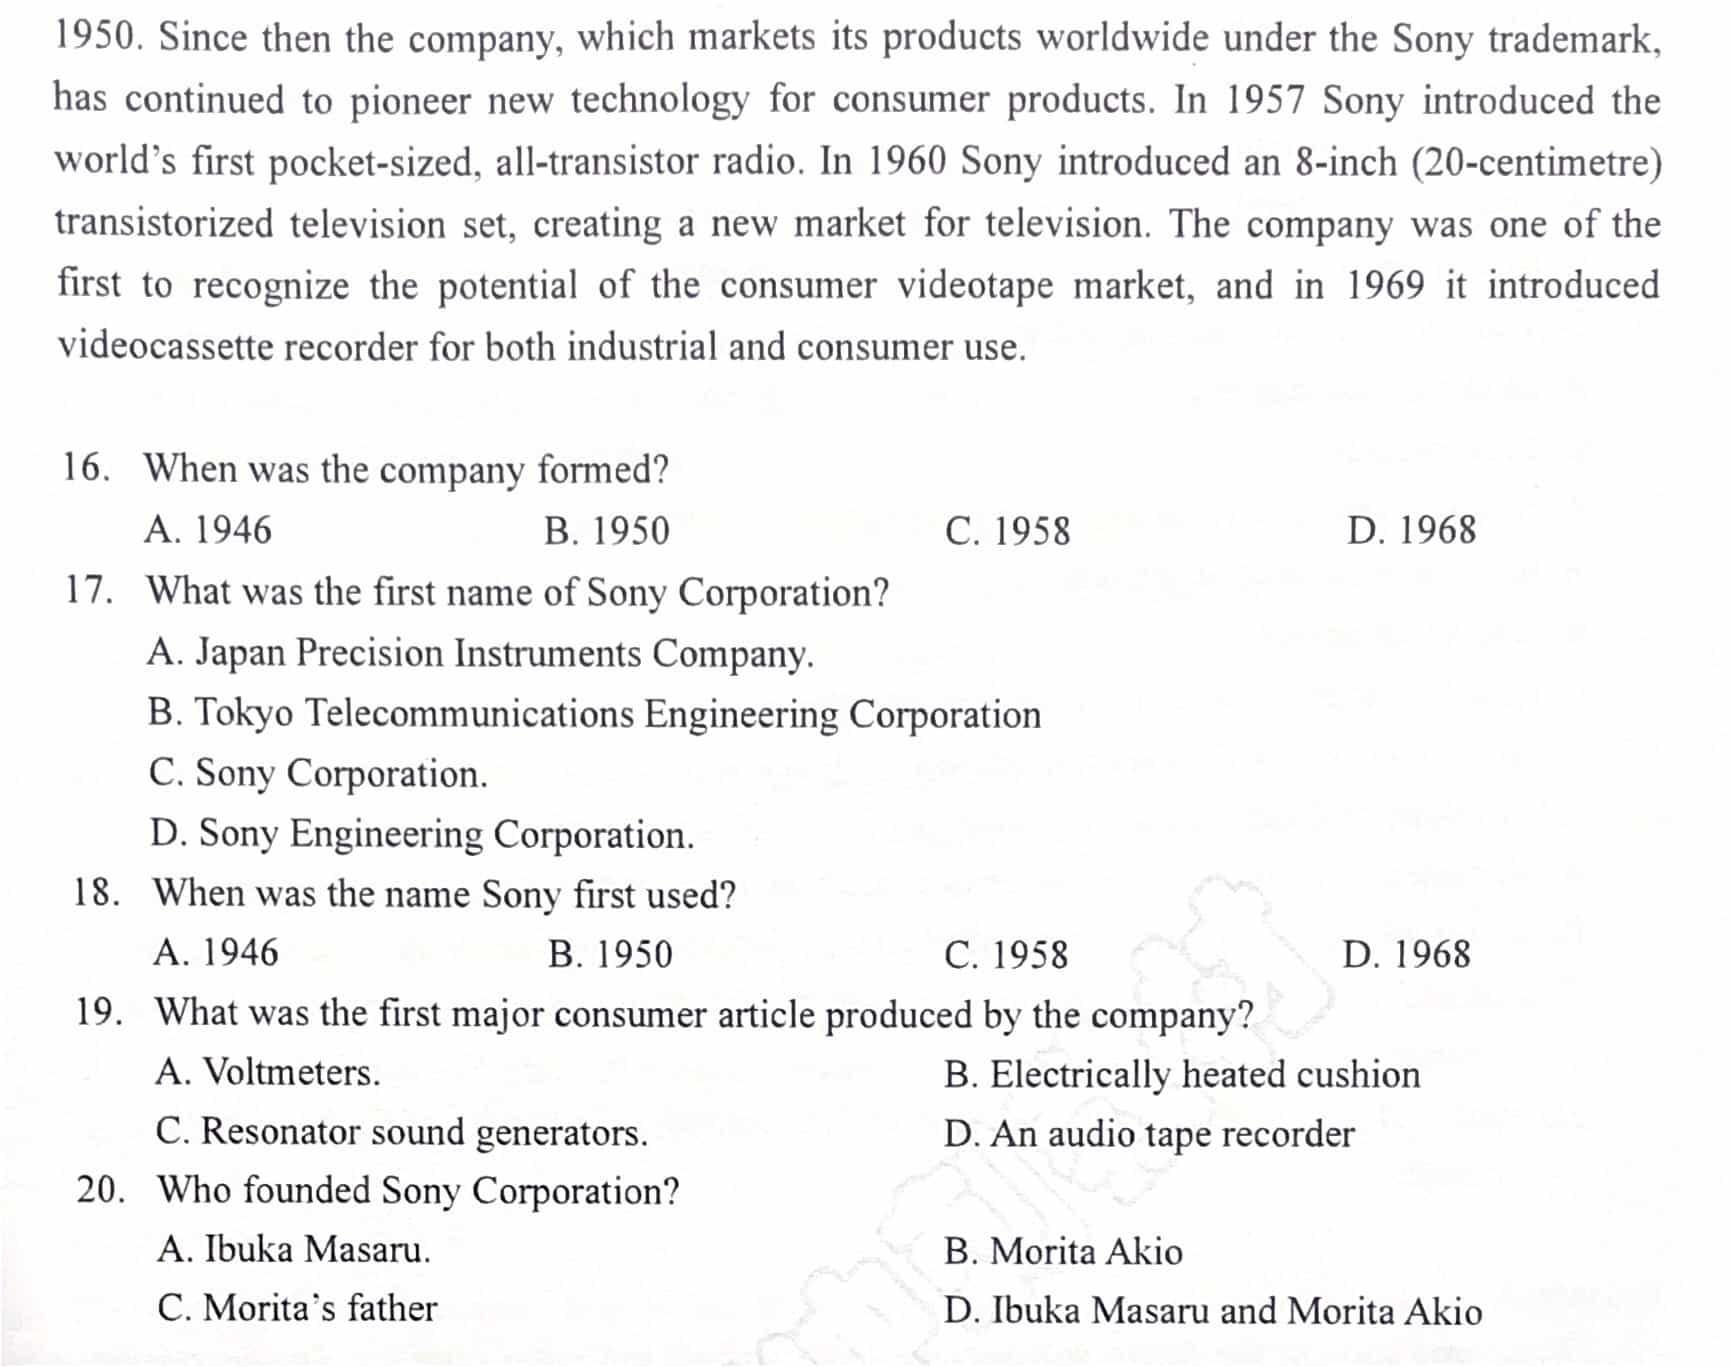 1950. Since then the company, which markets its products worldwide under the Sony trademark,
has continued to pioneer new technology for consumer products. In 1957 Sony introduced the
world's first pocket-sized, all-transistor radio. In 1960 Sony introduced an 8-inch (20-centimetre)
transistorized television set, creating a new market for television. The company was one of the
first to recognize the potential of the consumer videotape market, and in 1969 it introduced
videocassette recorder for both industrial and consumer use.
16. When was the company formed?
A. 1946 B. 1950 C. 1958 D. 1968
17. What was the first name of Sony Corporation?
A. Japan Precision Instruments Company.
B. Tokyo Telecommunications Engineering Corporation
C. Sony Corporation.
D. Sony Engineering Corporation.
18. When was the name Sony first used?
A. 1946 B. 1950 C. 1958 D. 1968
19. What was the first major consumer article produced by the company?
A. Voltmeters. B. Electrically heated cushion
C. Resonator sound generators. D. An audio tape recorder
20. Who founded Sony Corporation?
A. Ibuka Masaru. B. Morita Akio
C. Morita's father D. Ibuka Masaru and Morita Akio